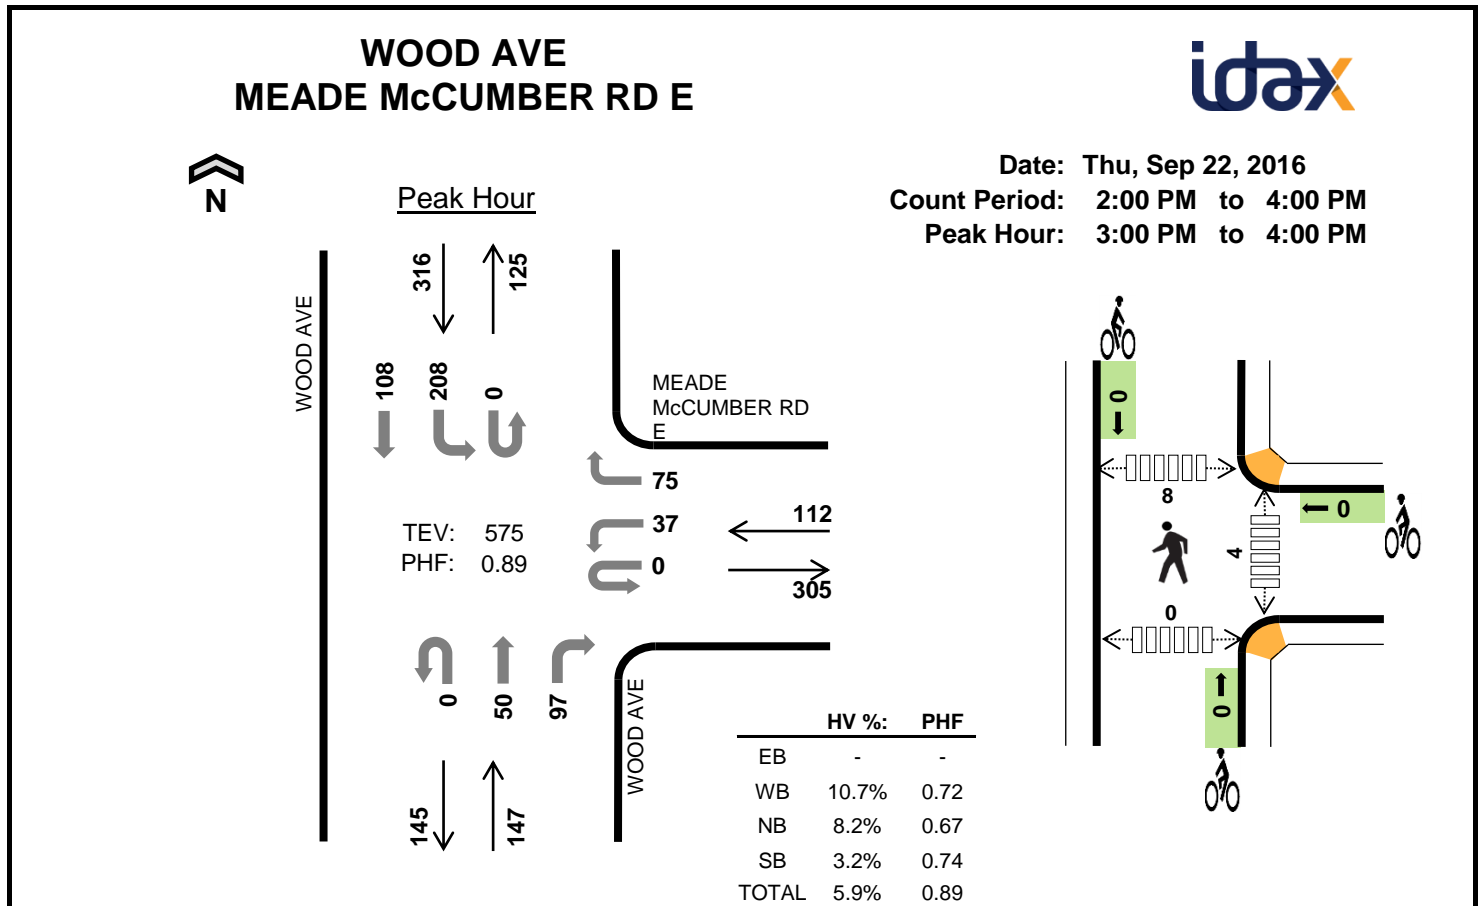 WOOD AVE
MEADE McCUMBER RD E
idax
Date: Thu, Sep 22, 2016
Count Period: 2:00 PM to 4:00 PM
Peak Hour: 3:00 PM to 4:00 PM
N
Peak Hour
316
125
WOOD AVE
108
208
0
MEADE
McCUMBER RD
E
75
37
0
112
305
TEV: 575
PHF: 0.89
0
50
97
WOOD AVE
145
147
HV %: PHF
EB - -
WB 10.7% 0.72
NB 8.2% 0.67
SB 3.2% 0.74
TOTAL 5.9% 0.89
0
8
0
4
0
0